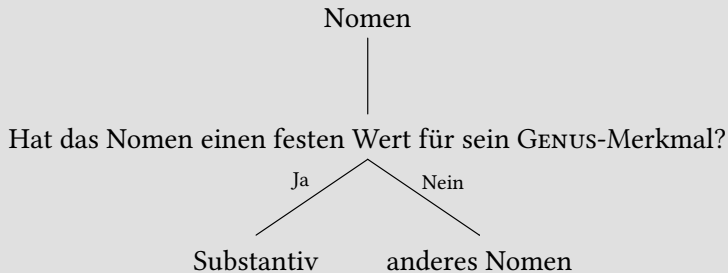 Nomen
Hat das Nomen einen festen Wert für sein GENUS-Merkmal?
Ja Nein
Substantiv anderes Nomen